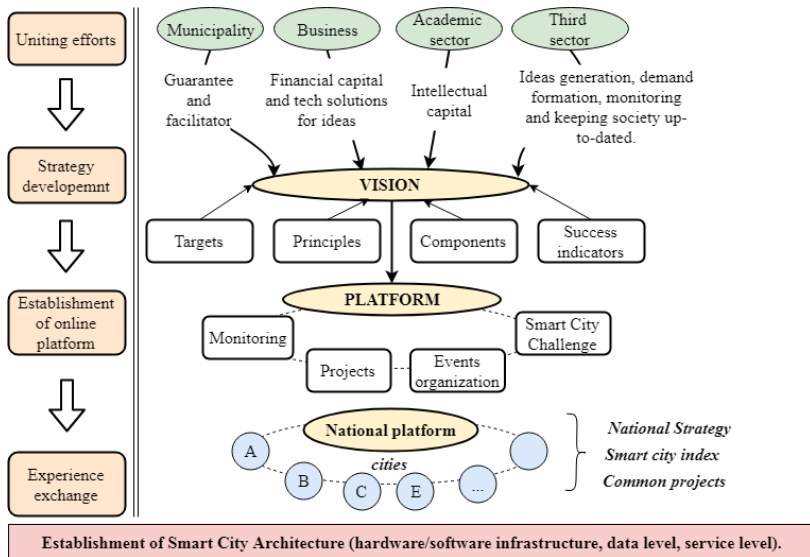 Uniting efforts
Municipality
Business
Academic
sector
Third
sector
Guarantee
and
facilitator
Financial capital
and tech solutions
for ideas
Intellectual
capital
Ideas generation, demand
formation, monitoring
and keeping society up-
to-dated.
Strategy
developemnt
VISION
Targets
Principles
Components
Success
indicators
Establishment
of online
platform
PLATFORM
Monitoring
Projects
Events
organization
Smart City
Challenge
Experience
exchange
National platform
cities
A
B
C
E
...
National Strategy
Smart city index
Common projects
Establishment of Smart City Architecture (hardware/software infrastructure, data level, service level).